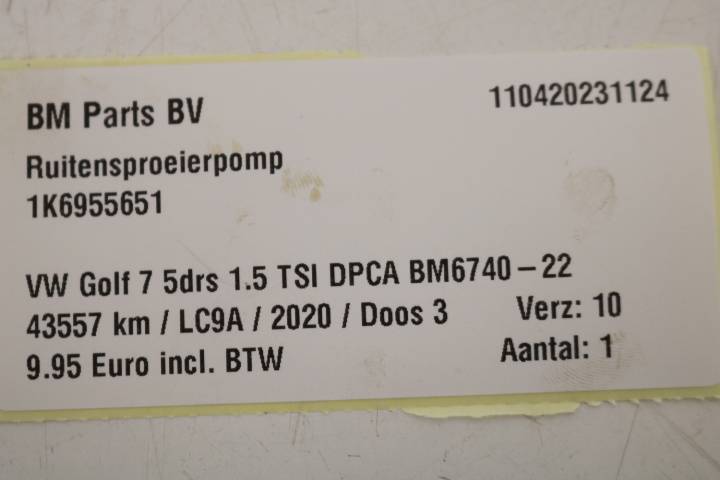 BM Parts BV 110420231124
Ruitensproeierpomp
1K6955651
VW Golf 7 5drs 1.5 TSI DPCA BM6740-22
43557 km / LC9A / 2020 / Doos 3 Verz: 10
9.95 Euro incl. BTW Aantal: 1